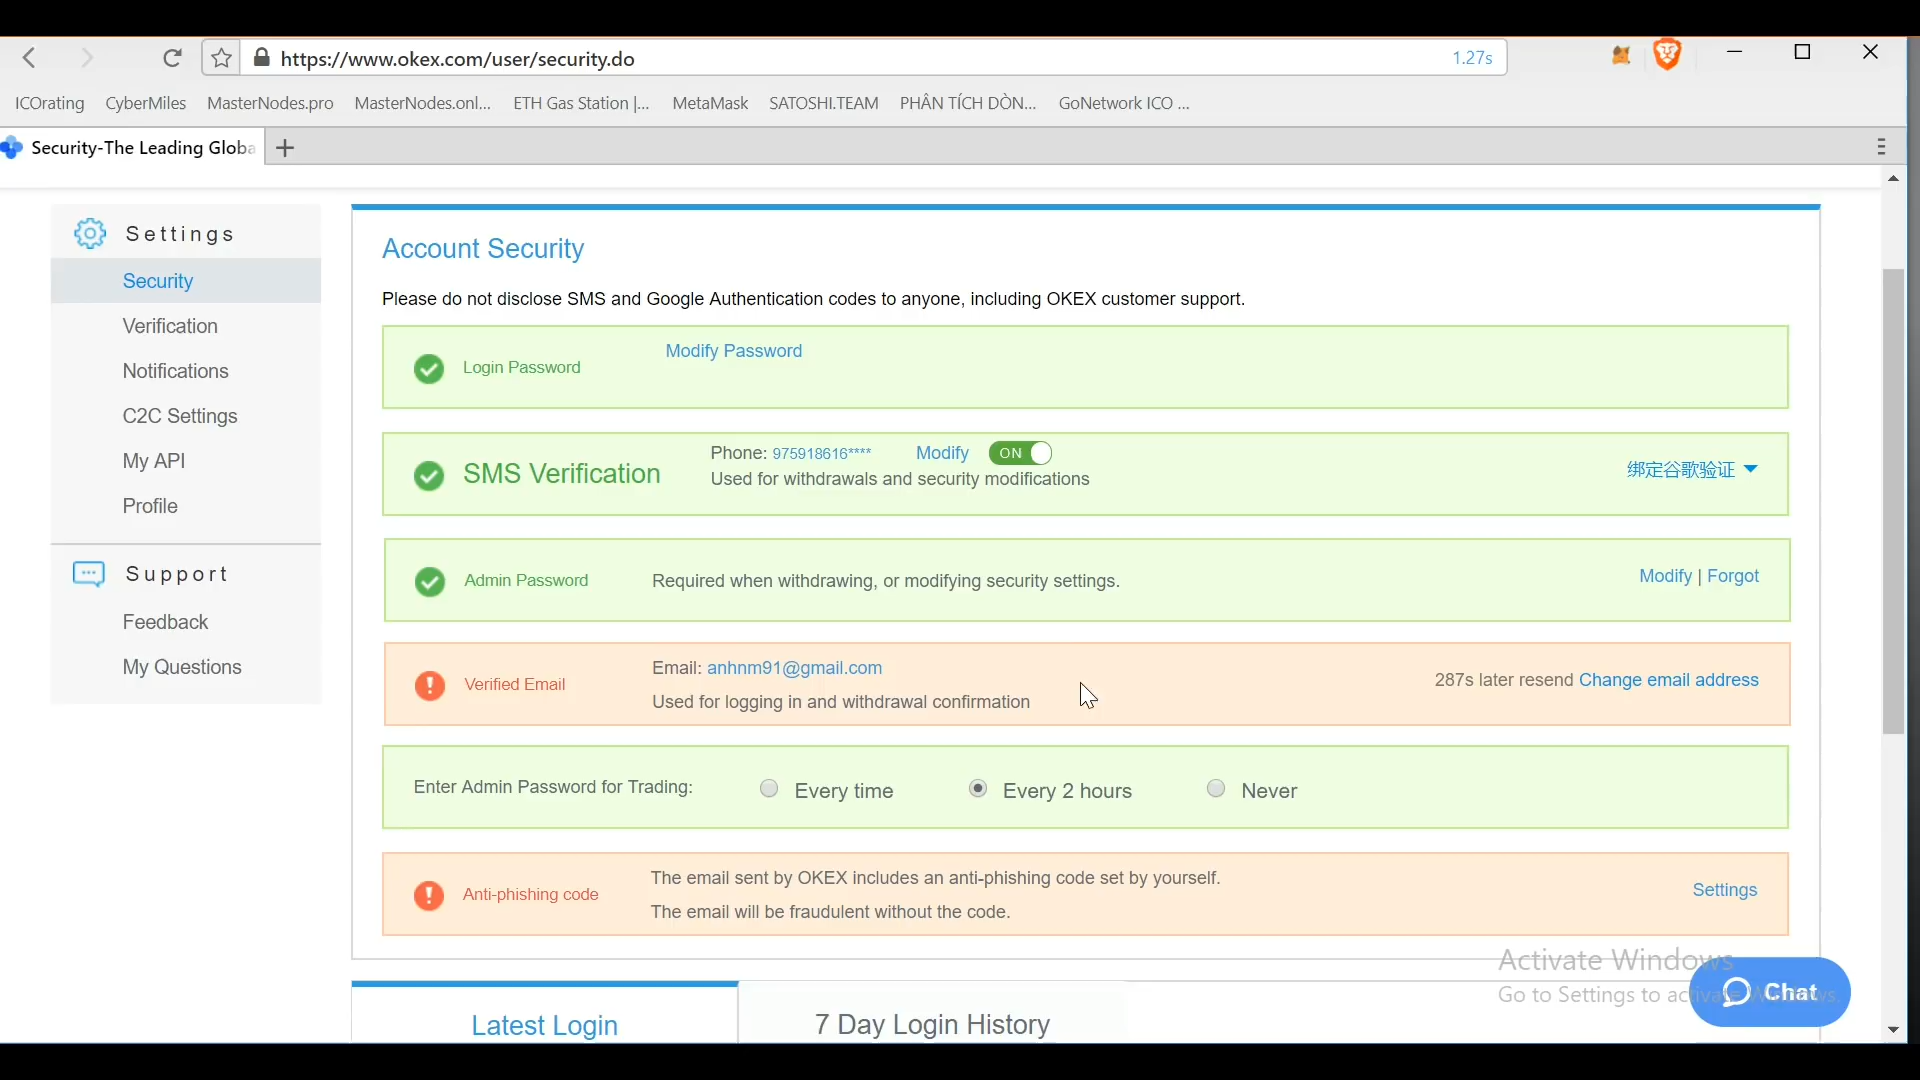 https://www.okex.com/user/security.do 1.27s
ICOrating CyberMiles MasterNodes.pro MasterNodes.onl... ETH Gas Station |... MetaMask SATOSHI.TEAM PHÂN TÍCH DÒN... GoNetwork ICO ...
Security-The Leading Globa
Settings
Security
Verification
Notifications
C2C Settings
My API
Profile
Support
Feedback
My Questions
Account Security
Please do not disclose SMS and Google Authentication codes to anyone, including OKEX customer support.
Login Password Modify Password
SMS Verification
Phone: 975918616**** Modify ON
Used for withdrawals and security modifications
绑定谷歌验证
Admin Password Required when withdrawing, or modifying security settings. Modify | Forgot
Verified Email
Email: anhnm91@gmail.com
Used for logging in and withdrawal confirmation
287s later resend Change email address
Enter Admin Password for Trading: Every time Every 2 hours Never
Anti-phishing code
The email sent by OKEX includes an anti-phishing code set by yourself.
The email will be fraudulent without the code.
Settings
Latest Login 7 Day Login History
Activate Windows
Go to Settings to activate Windows.
Chat